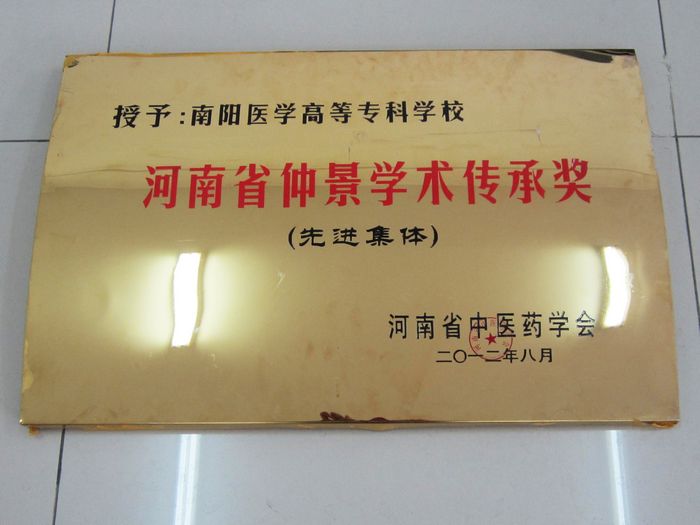 授予:南阳医学高等专科学校
河南省仲景学术传承奖
(先进集体)
河南省中医药学会
二〇一二年八月